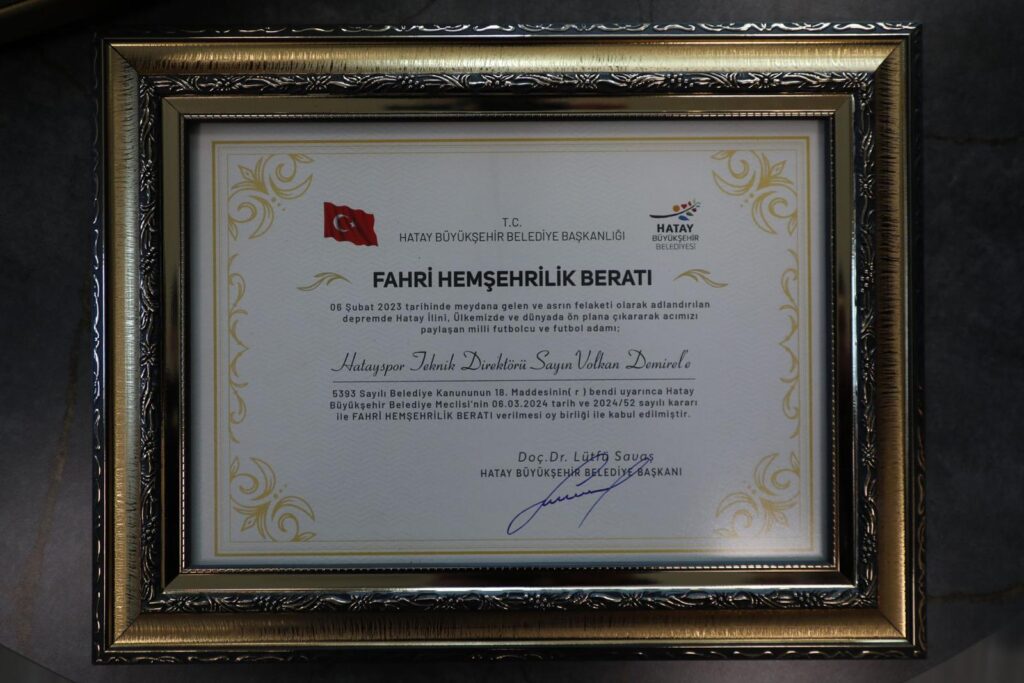 T.C.
HATAY BÜYÜKŞEHİR BELEDİYE BAŞKANLIĞI
HATAY
BÜYÜKŞEHİR
BELEDİYESİ
FAHRİ HEMŞEHRİLİK BERATI
06 Şubat 2023 tarihinde meydana gelen ve asrın felaketi olarak adlandırılan
depremde Hatay İlini, Ülkemizde ve dünyada ön plana çıkararak acımızı
paylaşan milli futbolcu ve futbol adamı;
Hatayspor Teknik Direktörü Sayın Volkan Demirel'e
5393 Sayılı Belediye Kanununun 18. Maddesinin( r ) bendi uyarınca Hatay
Büyükşehir Belediye Meclisi'nin 06.03.2024 tarih ve 2024/52 sayılı kararı
ile FAHRİ HEMŞEHRİLİK BERATI verilmesi oy birliği ile kabul edilmiştir.
Doç.Dr. Lütfü Savaş
HATAY BÜYÜKŞEHİR BELEDİYE BAŞKANI